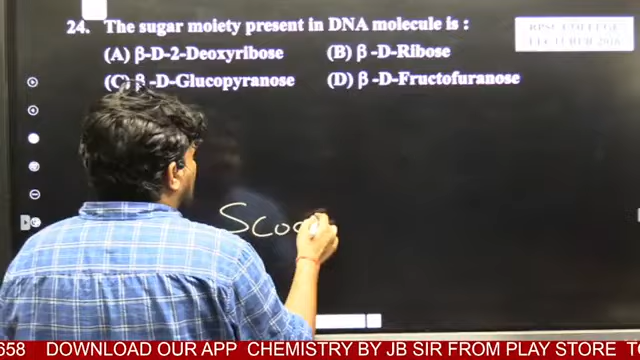 24. The sugar moiety present in DNA molecule is :
(A) β-D-2-Deoxyribose (B) β -D-Ribose
(C) β -D-Glucopyranose (D) β -D-Fructofuranose
RPSC COLLEGE
LECTURER 2016
658 DOWNLOAD OUR APP CHEMISTRY BY JB SIR FROM PLAY STORE